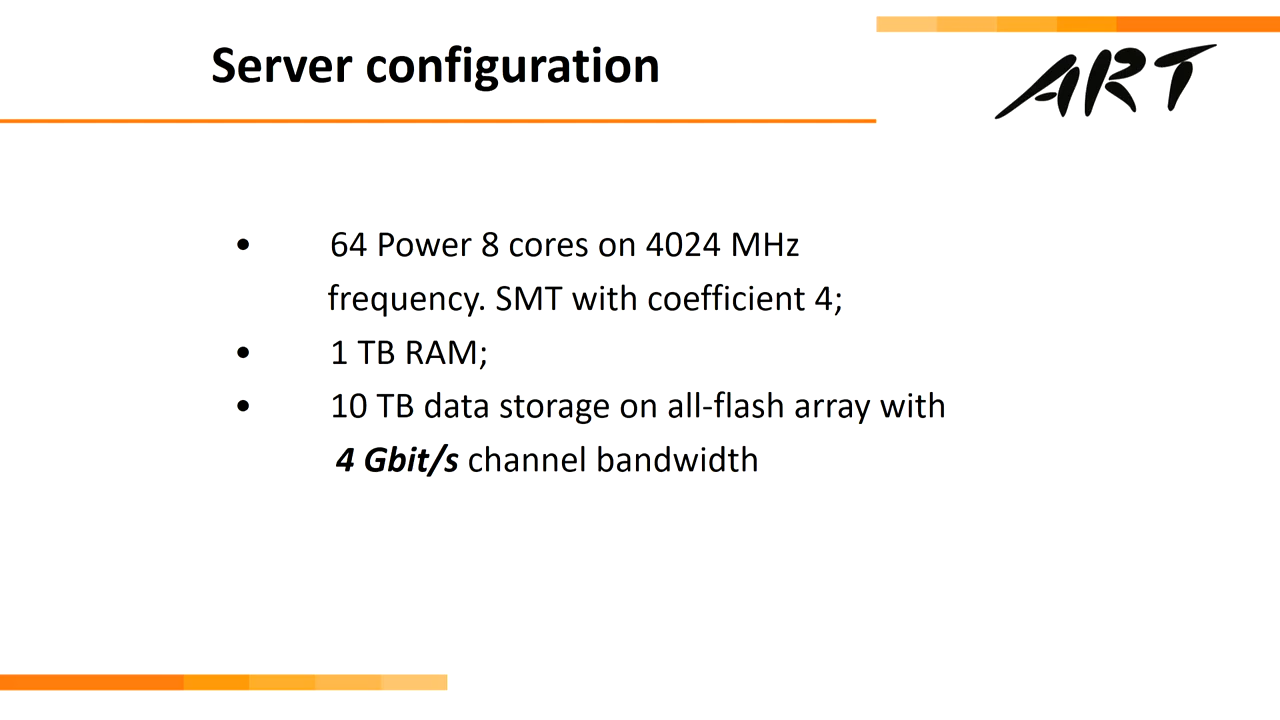 Server configuration
ART
• 64 Power 8 cores on 4024 MHz
frequency. SMT with coefficient 4;
• 1 TB RAM;
• 10 TB data storage on all-flash array with
4 Gbit/s channel bandwidth